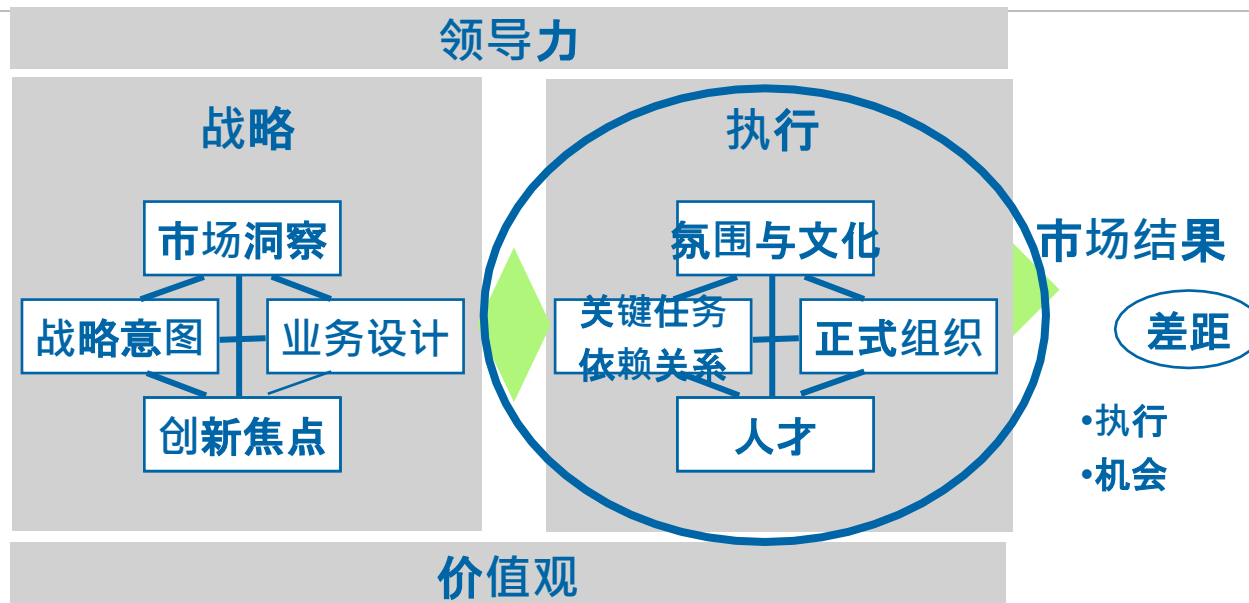 领导力
战略
市场洞察
战略意图
业务设计
创新焦点
执行
氛围与文化
关键任务
依赖关系
正式组织
人才
市场结果
差距
•执行
•机会
价值观